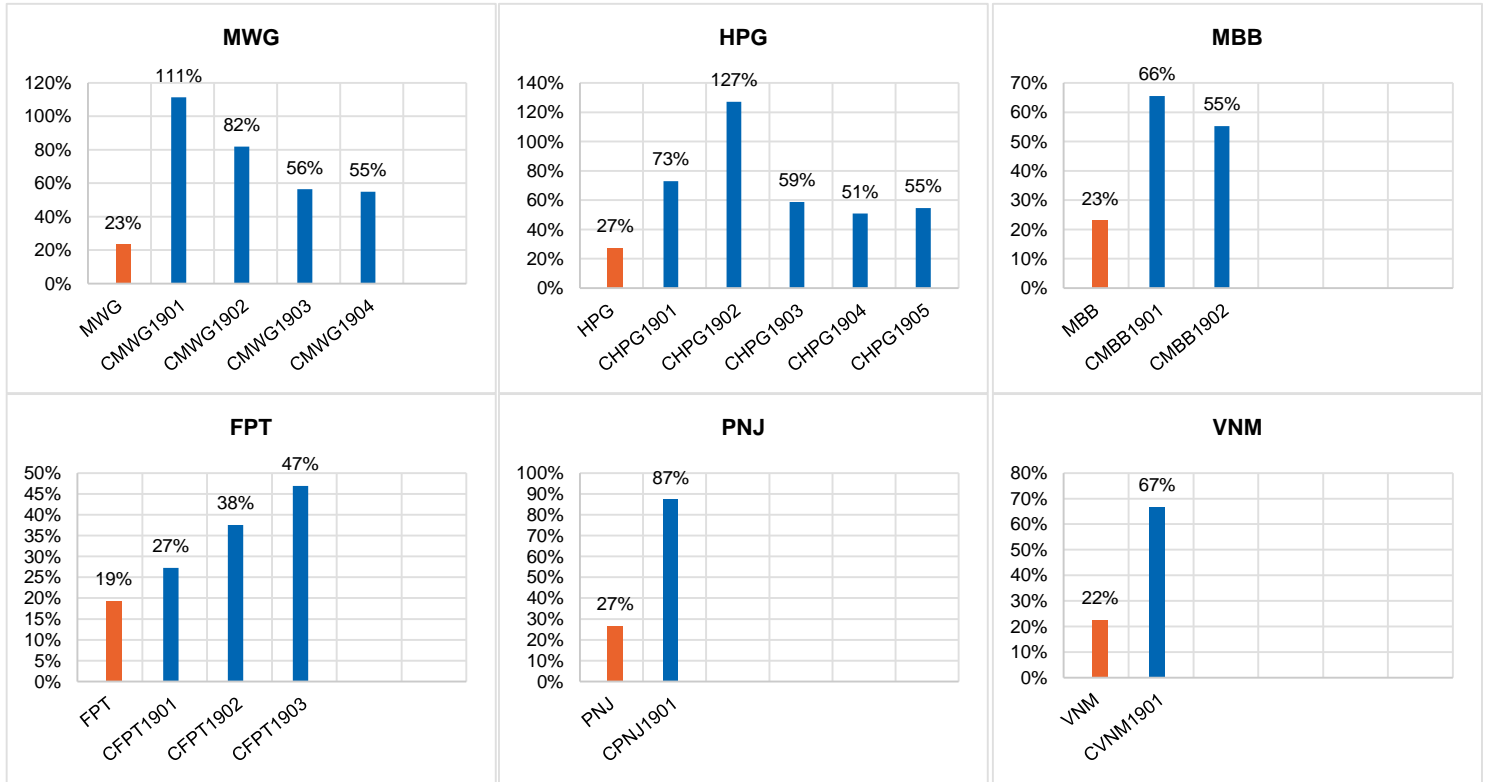 MWG
120%
100%
80%
60%
40%
20%
0%
23%
111%
82%
56%
55%
MWG
CMWG1901
CMWG1902
CMWG1903
CMWG1904
HPG
140%
120%
100%
80%
60%
40%
20%
0%
27%
73%
127%
59%
51%
55%
HPG
CHPG1901
CHPG1902
CHPG1903
CHPG1904
CHPG1905
MBB
70%
60%
50%
40%
30%
20%
10%
0%
23%
66%
55%
MBB
CMBB1901
CMBB1902
FPT
50%
45%
40%
35%
30%
25%
20%
15%
10%
5%
0%
19%
27%
38%
47%
FPT
CFPT1901
CFPT1902
CFPT1903
PNJ
100%
90%
80%
70%
60%
50%
40%
30%
20%
10%
0%
27%
87%
PNJ
CPNJ1901
VNM
80%
70%
60%
50%
40%
30%
20%
10%
0%
22%
67%
VNM
CVNM1901